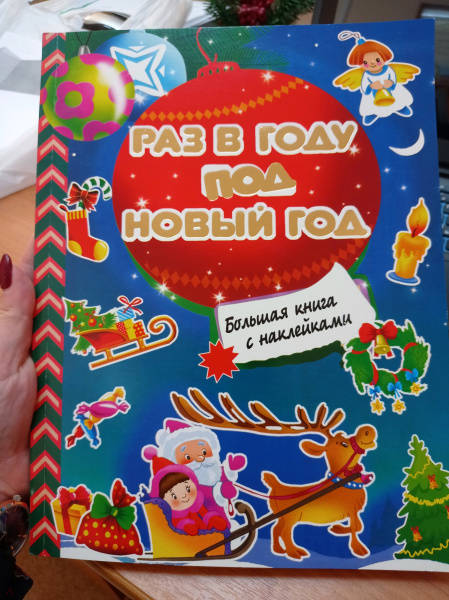 РАЗ В ГОДУ
ПОД
НОВЫЙ ГОД
Большая книга
с наклейками